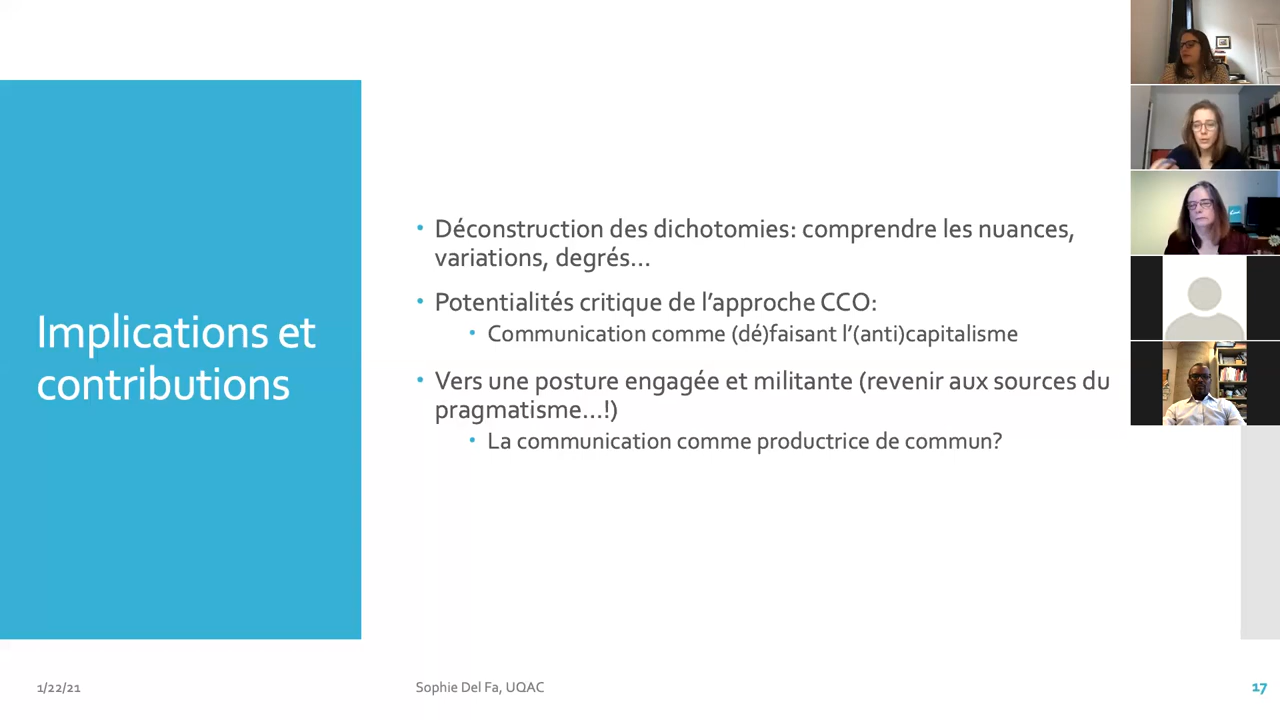 Implications et
contributions
• Déconstruction des dichotomies: comprendre les nuances,
variations, degrés...
• Potentialités critique de l’approche CCO:
• Communication comme (dé)faisant l’(anti)capitalisme
• Vers une posture engagée et militante (revenir aux sources du
pragmatisme...!)
• La communication comme productrice de commun?
1/22/21
Sophie Del Fa, UQAC
17